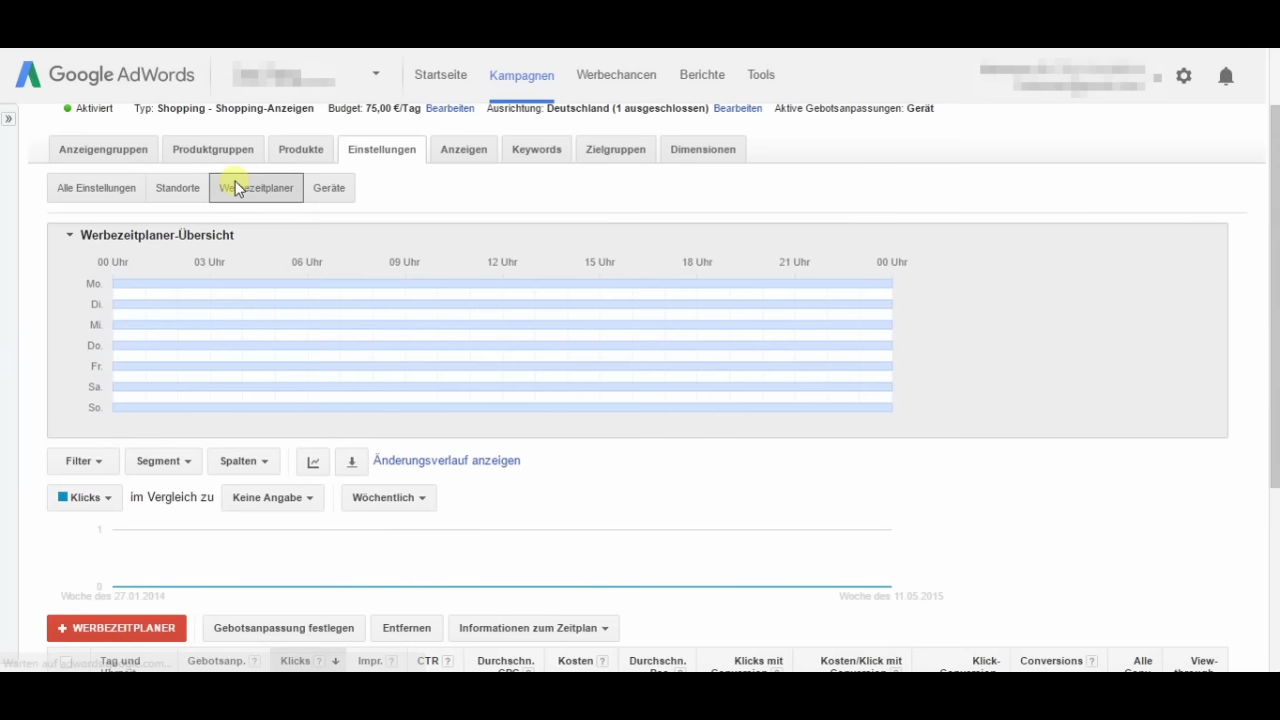 Google AdWords
Startseite Kampagnen Werbechancen Berichte Tools
Aktiviert Typ: Shopping - Shopping-Anzeigen Budget: 75,00 €/Tag Bearbeiten Ausrichtung: Deutschland (1 ausgeschlossen) Bearbeiten Aktive Gebotsanpassungen: Gerät
»
Anzeigengruppen Produktgruppen Produkte Einstellungen Anzeigen Keywords Zielgruppen Dimensionen
Alle Einstellungen Standorte Werbezeitplaner Geräte
Werbezeitplaner-Übersicht
00 Uhr 03 Uhr 06 Uhr 09 Uhr 12 Uhr 15 Uhr 18 Uhr 21 Uhr 00 Uhr
Mo.
Di.
Mi.
Do.
Fr.
Sa.
So.
Filter Segment Spalten Änderungsverlauf anzeigen
Klicks im Vergleich zu Keine Angabe Wöchentlich
1
0
Woche des 27.01.2014 Woche des 11.05.2015
+ WERBEZEITPLANER Gebotsanpassung festlegen Entfernen Informationen zum Zeitplan
Tag und Gebotsanp. ? Klicks ? Impr. ? CTR ? Durchschn. Kosten ? Durchschn. Klicks mit Kosten/Klick mit Klick- Conversions ? Alle View-
Warten auf